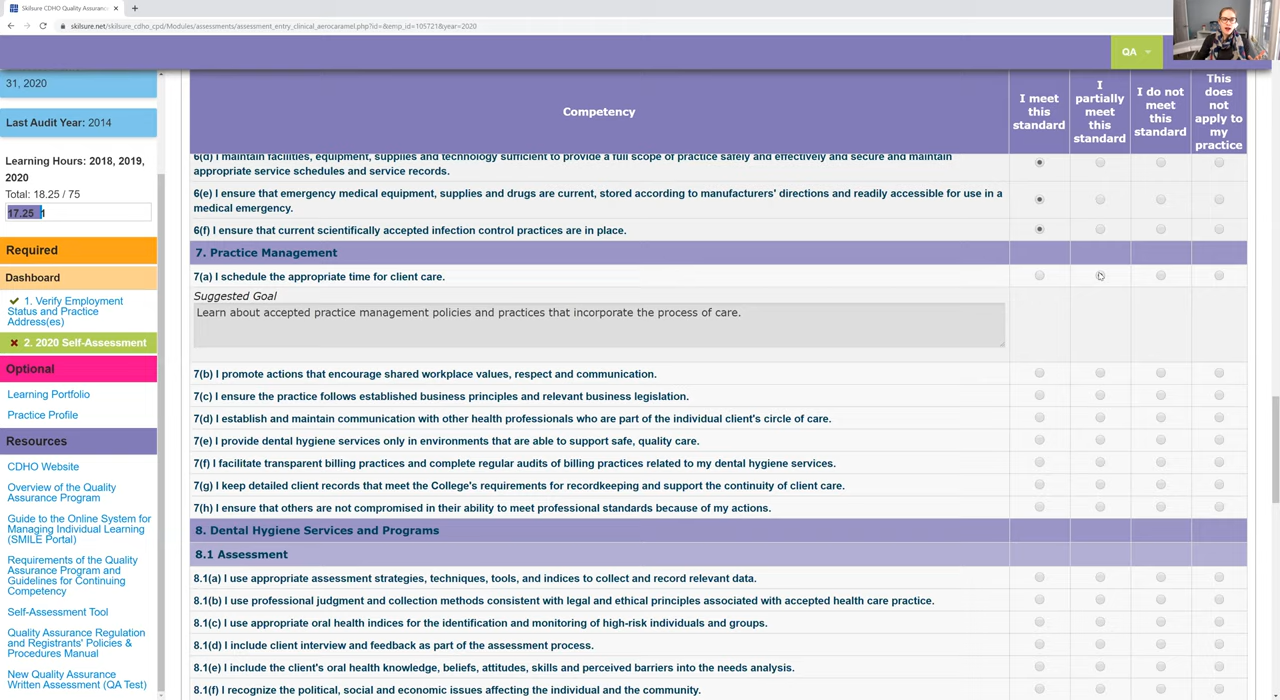 Skilsure CDHO Quality Assurance
skilsure.net/skilsure_cdho_cpd/Modules/assessments/assessment_entry_clinical_aerocaramel.php?id=&emp_id=105721&year=2020
QA
31, 2020
Last Audit Year: 2014
Learning Hours: 2018, 2019,
2020
Total: 18.25 / 75
17.25 1
Required
Dashboard
1. Verify Employment
Status and Practice
Address(es)
2. 2020 Self-Assessment
Optional
Learning Portfolio
Practice Profile
Resources
CDHO Website
Overview of the Quality
Assurance Program
Guide to the Online System for
Managing Individual Learning
(SMILE Portal)
Requirements of the Quality
Assurance Program and
Guidelines for Continuing
Competency
Self-Assessment Tool
Quality Assurance Regulation
and Registrants' Policies &
Procedures Manual
New Quality Assurance
Written Assessment (QA Test)
Competency
I meet
this
standard
I
partially
meet
this
standard
I do not
meet
this
standard
This
does
not
apply to
my
practice
6(d) I maintain facilities, equipment, supplies and technology sufficient to provide a full scope of practice safely and effectively and secure and maintain
appropriate service schedules and service records.
6(e) I ensure that emergency medical equipment, supplies and drugs are current, stored according to manufacturers' directions and readily accessible for use in a
medical emergency.
6(f) I ensure that current scientifically accepted infection control practices are in place.
7. Practice Management
7(a) I schedule the appropriate time for client care.
Suggested Goal
Learn about accepted practice management policies and practices that incorporate the process of care.
7(b) I promote actions that encourage shared workplace values, respect and communication.
7(c) I ensure the practice follows established business principles and relevant business legislation.
7(d) I establish and maintain communication with other health professionals who are part of the individual client's circle of care.
7(e) I provide dental hygiene services only in environments that are able to support safe, quality care.
7(f) I facilitate transparent billing practices and complete regular audits of billing practices related to my dental hygiene services.
7(g) I keep detailed client records that meet the College's requirements for recordkeeping and support the continuity of client care.
7(h) I ensure that others are not compromised in their ability to meet professional standards because of my actions.
8. Dental Hygiene Services and Programs
8.1 Assessment
8.1(a) I use appropriate assessment strategies, techniques, tools, and indices to collect and record relevant data.
8.1(b) I use professional judgment and collection methods consistent with legal and ethical principles associated with accepted health care practice.
8.1(c) I use appropriate oral health indices for the identification and monitoring of high-risk individuals and groups.
8.1(d) I include client interview and feedback as part of the assessment process.
8.1(e) I include the client's oral health knowledge, beliefs, attitudes, skills and perceived barriers into the needs analysis.
8.1(f) I recognize the political, social and economic issues affecting the individual and the community.